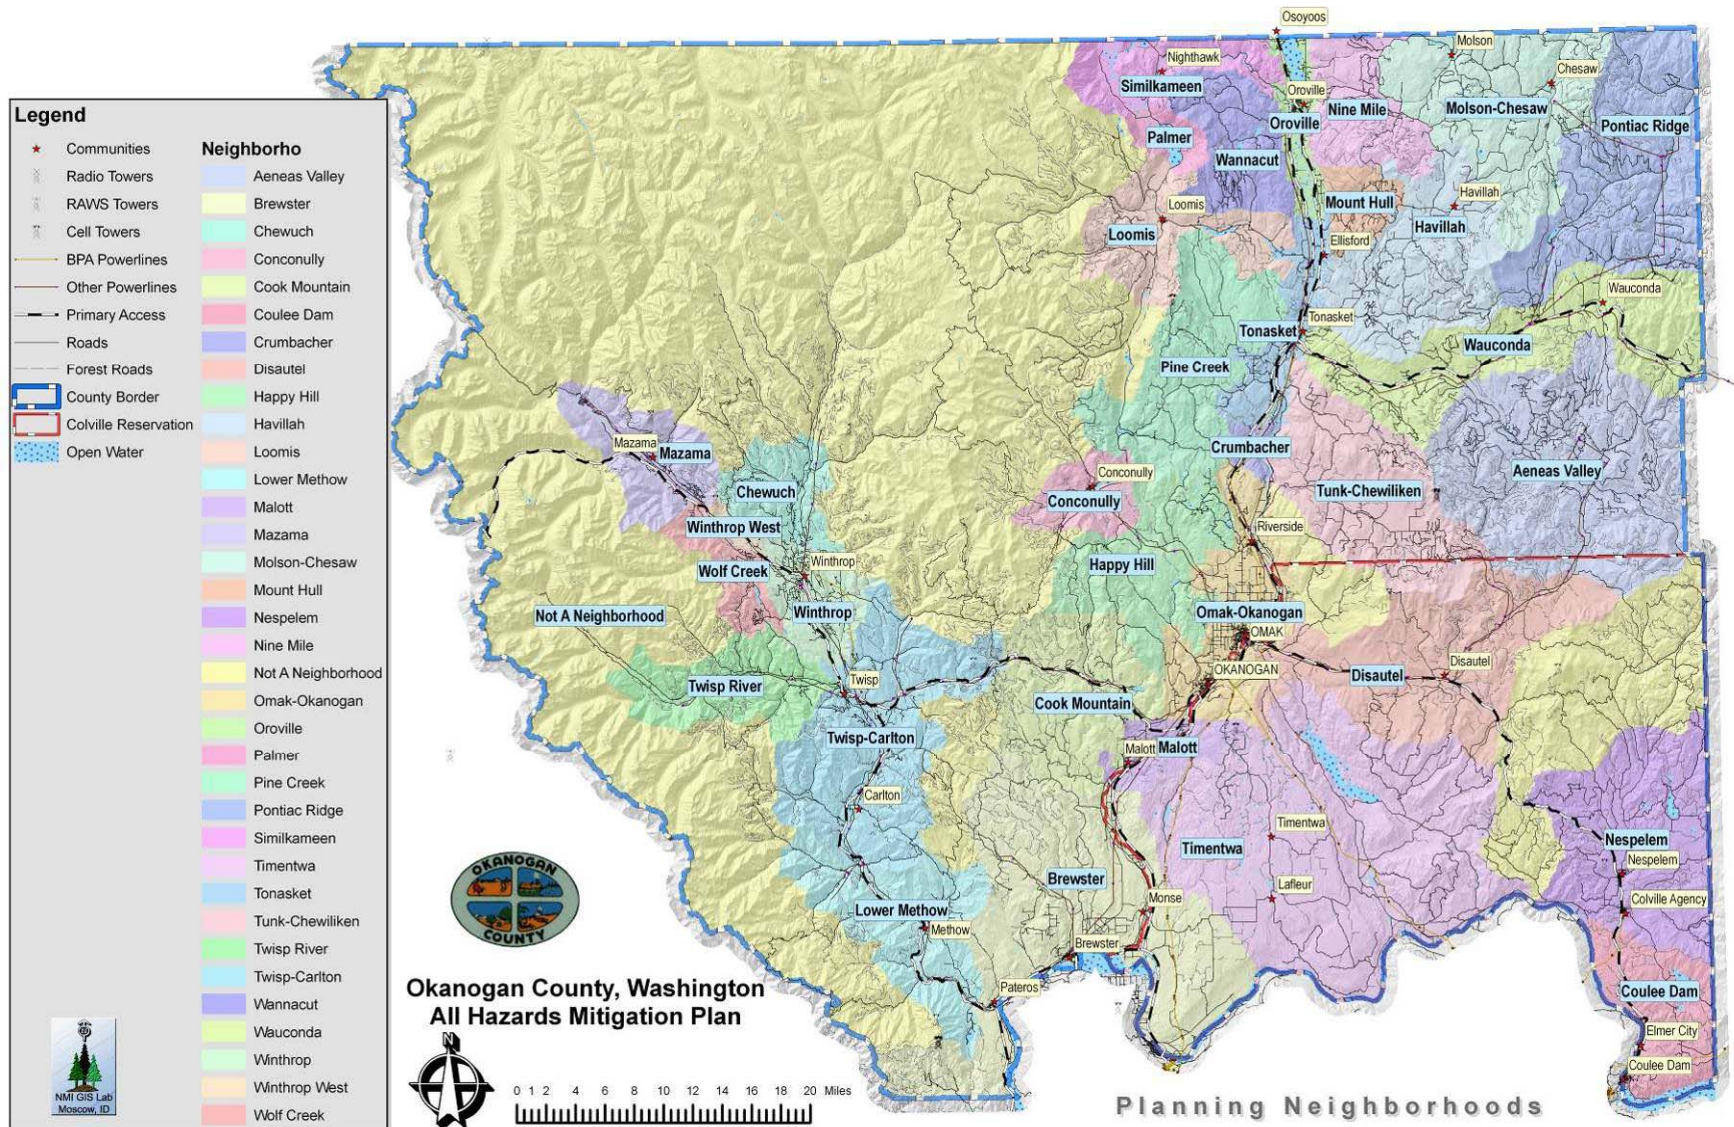 Legend
Communities
Radio Towers
RAWS Towers
Cell Towers
BPA Powerlines
Other Powerlines
Primary Access
Roads
Forest Roads
County Border
Colville Reservation
Open Water
Neighborho
Aeneas Valley
Brewster
Chewuch
Conconully
Cook Mountain
Coulee Dam
Crumbacher
Disautel
Happy Hill
Havillah
Loomis
Lower Methow
Malott
Mazama
Molson-Chesaw
Mount Hull
Nespelem
Nine Mile
Not A Neighborhood
Omak-Okanogan
Oroville
Palmer
Pine Creek
Pontiac Ridge
Similkameen
Timentwa
Tonasket
Tunk-Chewiliken
Twisp River
Twisp-Carlton
Wannacut
Wauconda
Winthrop
Winthrop West
Wolf Creek
NMI GIS Lab
Moscow, ID
Osoyoos
Nighthawk
Molson
Chesaw
Similkameen
Oroville
Nine Mile
Molson-Chesaw
Oroville
Pontiac Ridge
Palmer
Wannacut
Mount Hull
Havillah
Loomis
Havillah
Loomis
Ellisford
Wauconda
Tonasket
Tonasket
Wauconda
Pine Creek
Mazama
Mazama
Crumbacher
Conconully
Aeneas Valley
Chewuch
Conconully
Tunk-Chewiliken
Winthrop West
Riverside
Winthrop
Wolf Creek
Happy Hill
Not A Neighborhood
Winthrop
Omak-Okanogan
OMAK
Twisp
OKANOGAN
Disautel
Twisp River
Disautel
Cook Mountain
Twisp-Carlton
Malott
Malott
Carlton
Timentwa
Timentwa
Nespelem
Nespelem
Brewster
Lafleur
Lower Methow
Monse
Colville Agency
Methow
Brewster
Pateros
Coulee Dam
Elmer City
Coulee Dam
OKANOGAN
COUNTY
Okanogan County, Washington
All Hazards Mitigation Plan
N
0 1 2 4 6 8 10 12 14 16 18 20 Miles
Planning Neighborhoods